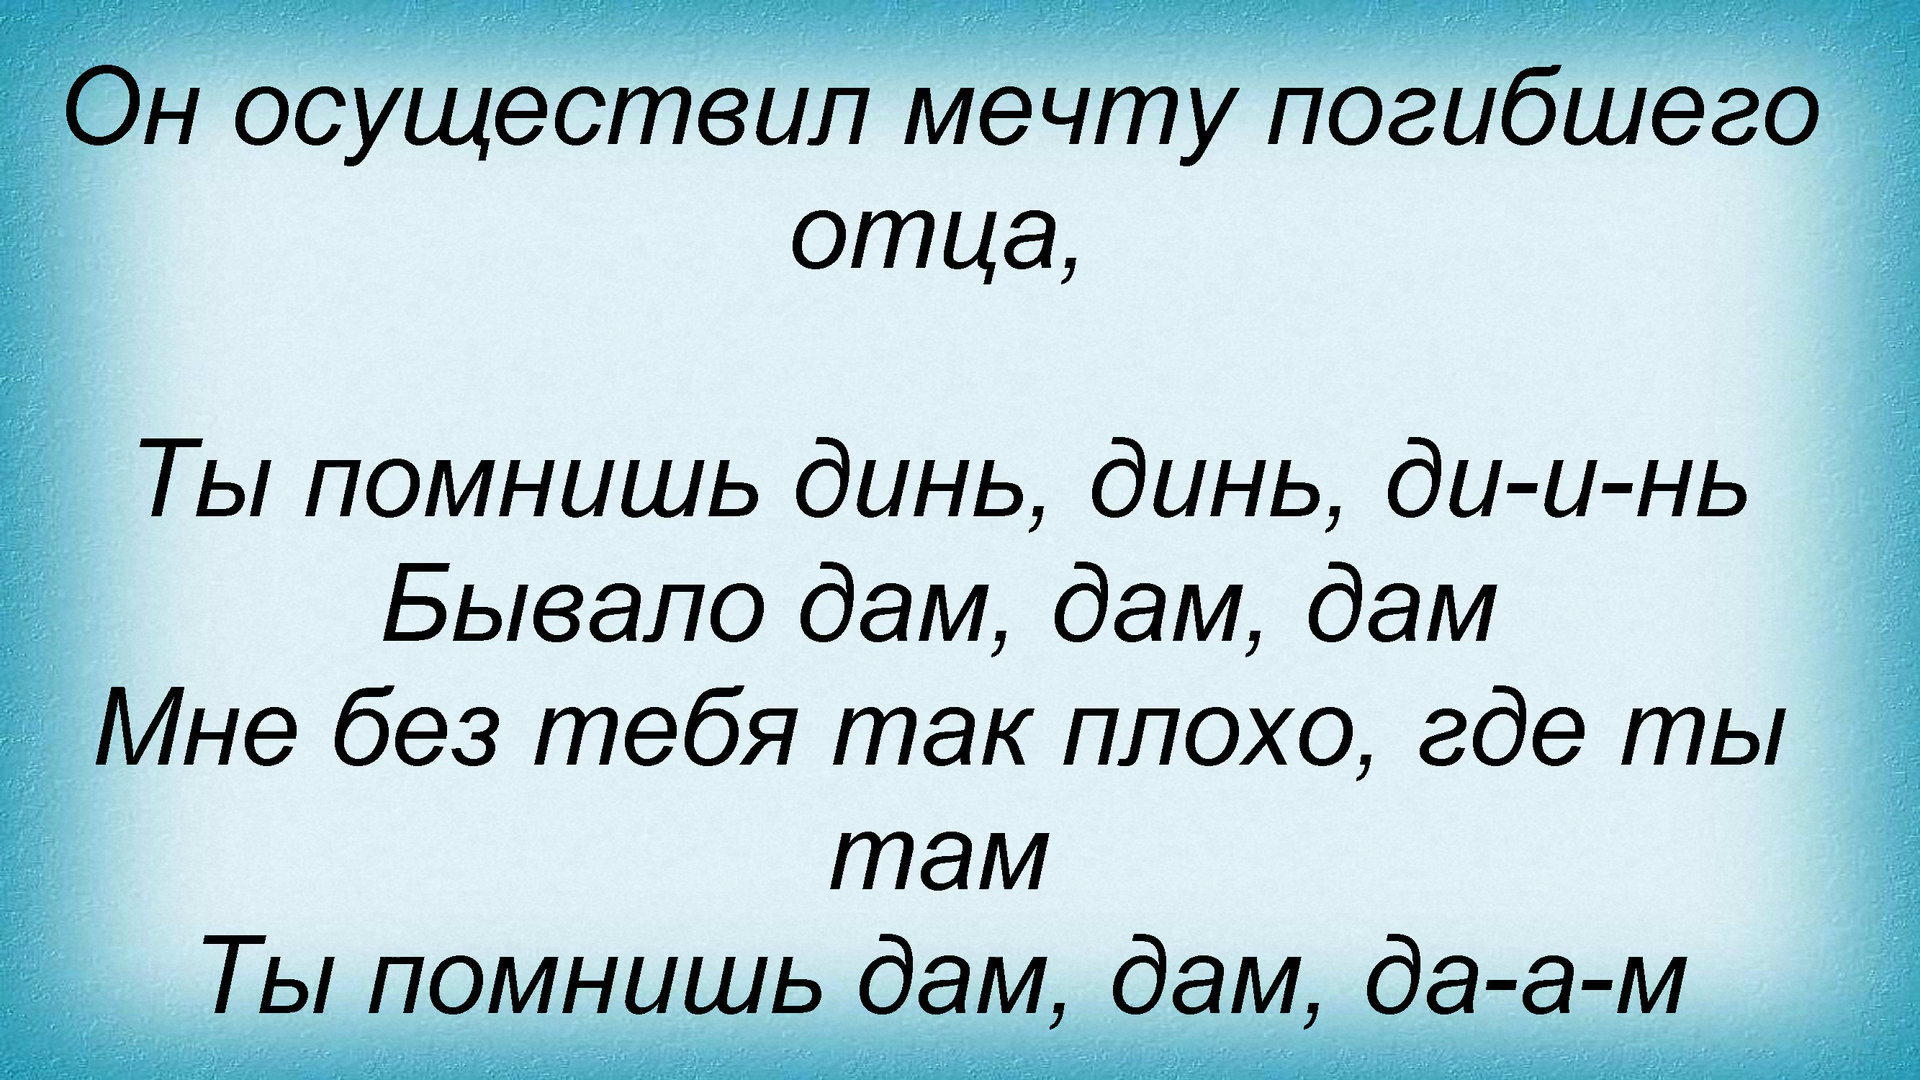 Он осуществил мечту погибшего
отца,
Ты помнишь динь, динь, ди-и-нь
Бывало дам, дам, дам
Мне без тебя так плохо, где ты
там
Ты помнишь дам, дам, да-а-м